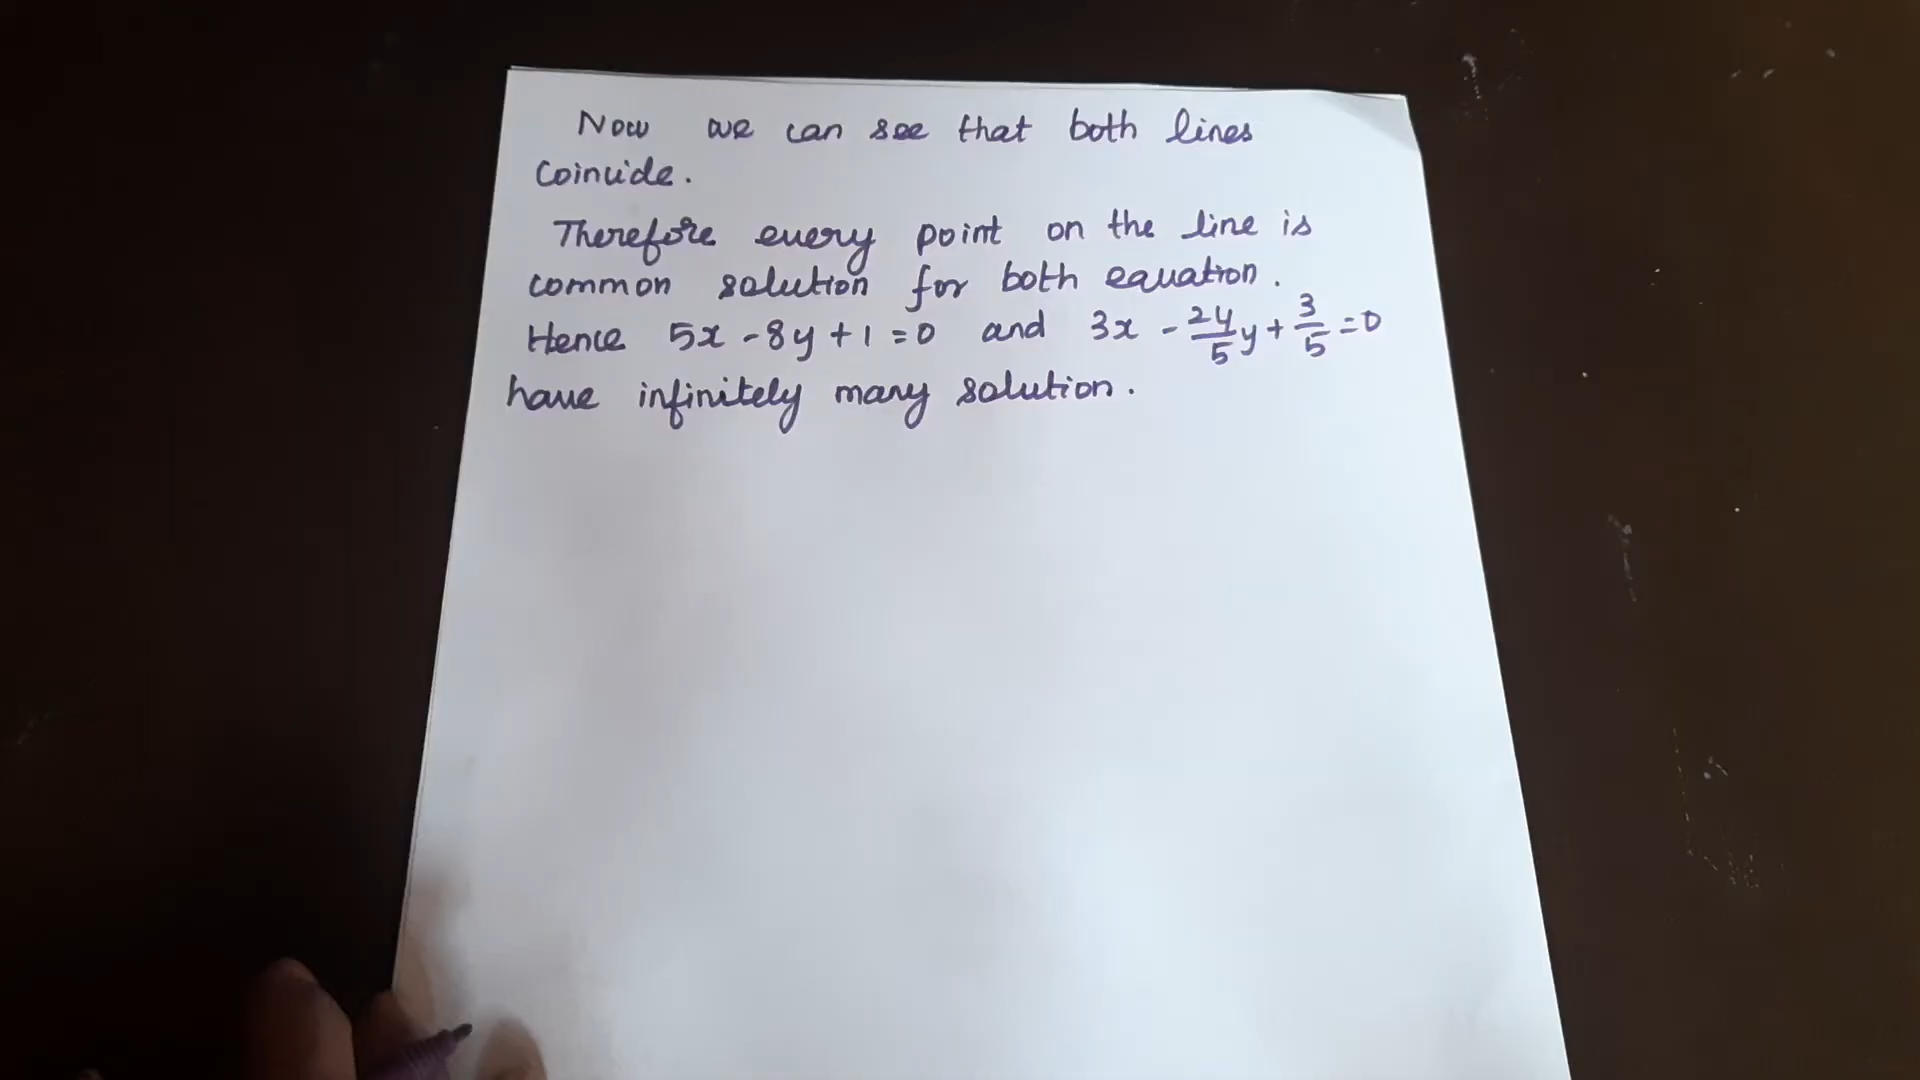 Now we can see that both lines
Coincide.
Therefore every point on the line is
common solution for both equation.
Hence 5x - 8y + 1 = 0 and 3x - 24/5 y + 3/5 = 0
have infinitely many solution.